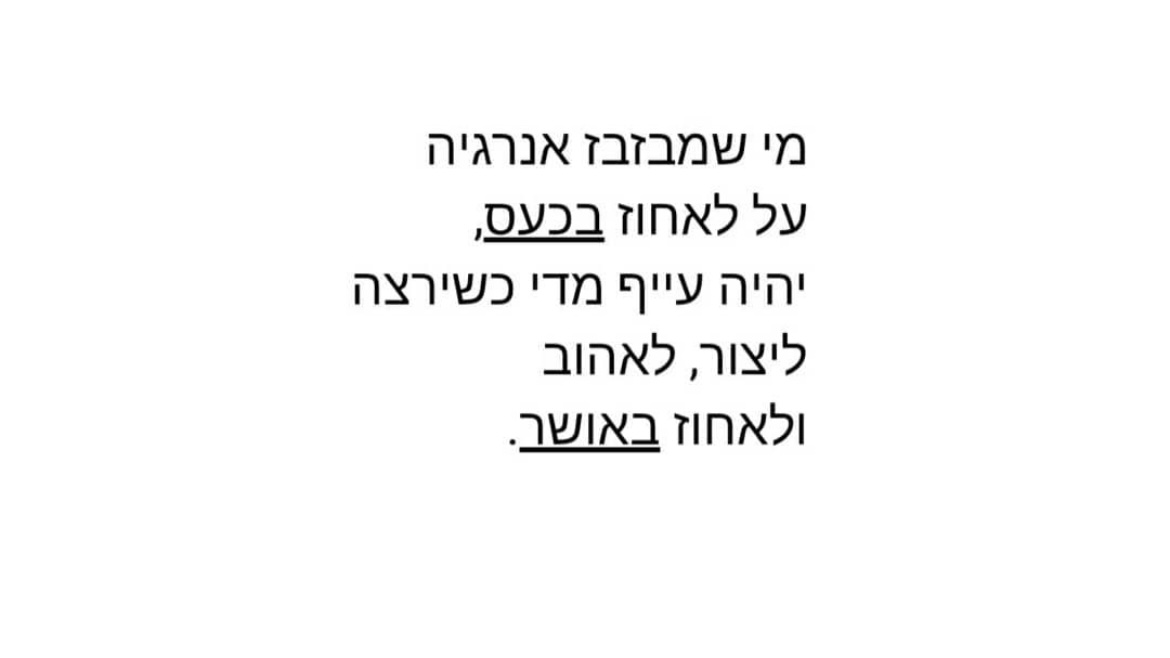 מי שמבזבז אנרגיה
על לאחוז בכעס,
יהיה עייף מדי כשירצה
ליצור, לאהוב
ולאחוז באושר.